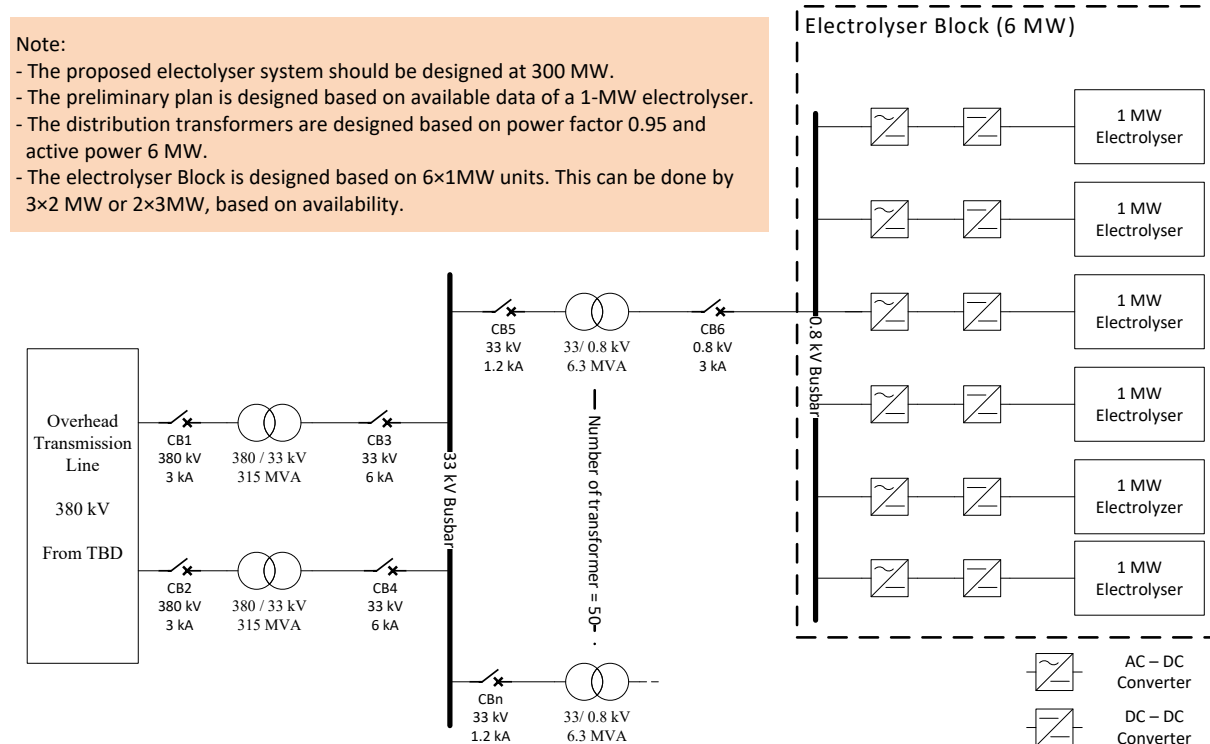 Note:
- The proposed electolyser system should be designed at 300 MW.
- The preliminary plan is designed based on available data of a 1-MW electrolyser.
- The distribution transformers are designed based on power factor 0.95 and
active power 6 MW.
- The electrolyser Block is designed based on 6×1MW units. This can be done by
3×2 MW or 2×3MW, based on availability.
Electrolyser Block (6 MW)
Overhead
Transmission
Line
380 kV
From TBD
CB1
380 kV
3 kA
380 / 33 kV
315 MVA
CB3
33 kV
6 kA
CB2
380 kV
3 kA
380 / 33 kV
315 MVA
CB4
33 kV
6 kA
33 kV Busbar
CB5
33 kV
1.2 kA
33/ 0.8 kV
6.3 MVA
CB6
0.8 kV
3 kA
Number of transformer = 50
CBn
33 kV
1.2 kA
33/ 0.8 kV
6.3 MVA
0.8 kV Busbar
1 MW
Electrolyser
1 MW
Electrolyser
1 MW
Electrolyser
1 MW
Electrolyser
1 MW
Electrolyzer
1 MW
Electrolyser
AC – DC
Converter
DC – DC
Converter